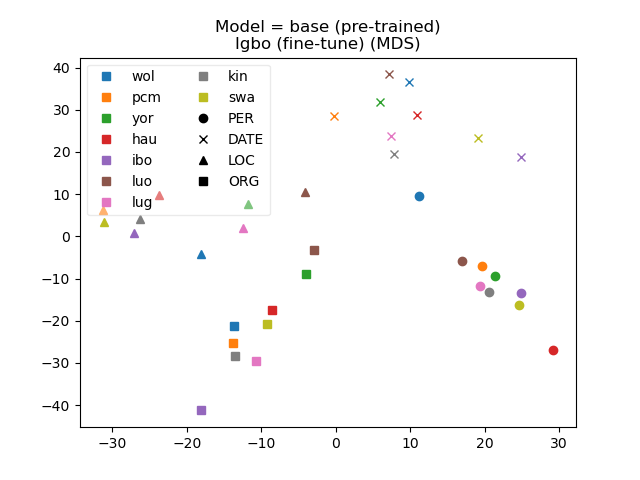 Model = base (pre-trained)
Igbo (fine-tune) (MDS)
wol
pcm
yor
hau
ibo
luo
lug
kin
swa
PER
DATE
LOC
ORG
40
30
20
10
0
−10
−20
−30
−40
−30 −20 −10 0 10 20 30